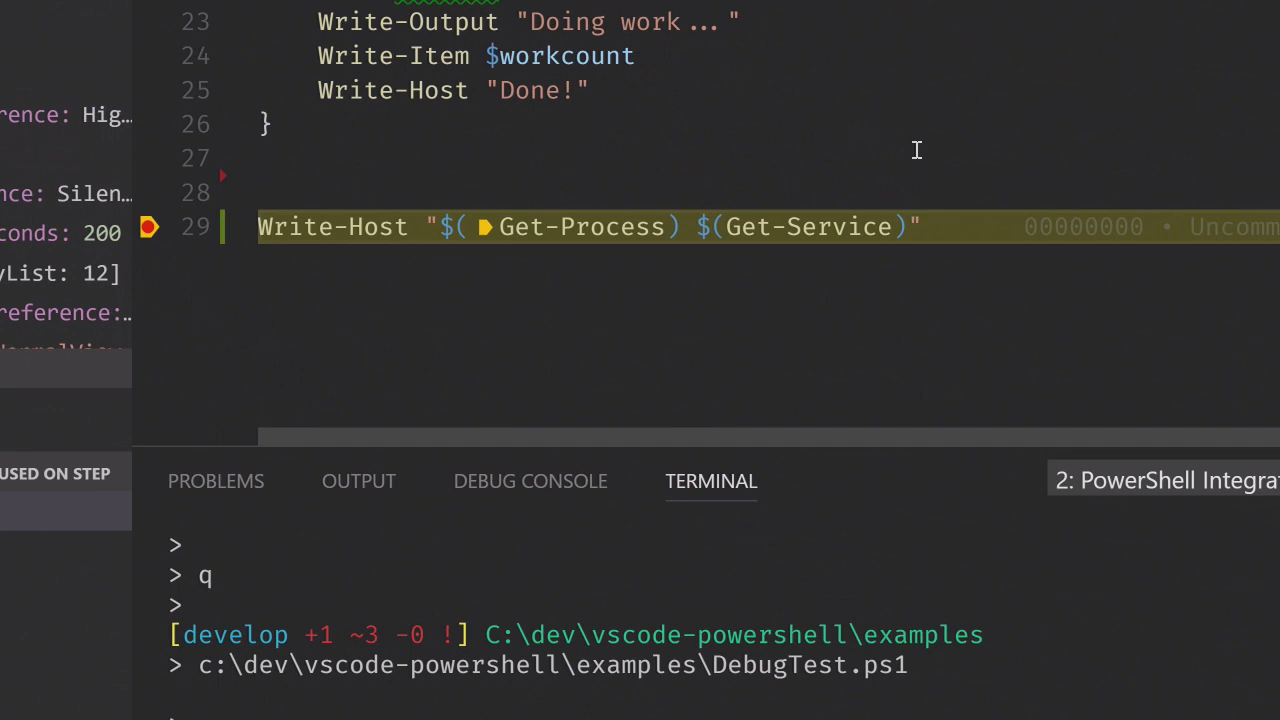 23 Write-Output "Doing work ... "
24 Write-Item $workcount
25 Write-Host "Done!"
26 }
27
28
29 Write-Host "$( Get-Process) $(Get-Service)" 00000000 • Uncomm
rence: Hig…
nce: Silen…
conds: 200
yList: 12]
reference:…
NormalView
USED ON STEP
PROBLEMS OUTPUT DEBUG CONSOLE TERMINAL 2: PowerShell Integra
>
> q
>
[develop +1 ~3 -0 !] C:\dev\vscode-powershell\examples
> c:\dev\vscode-powershell\examples\DebugTest.ps1